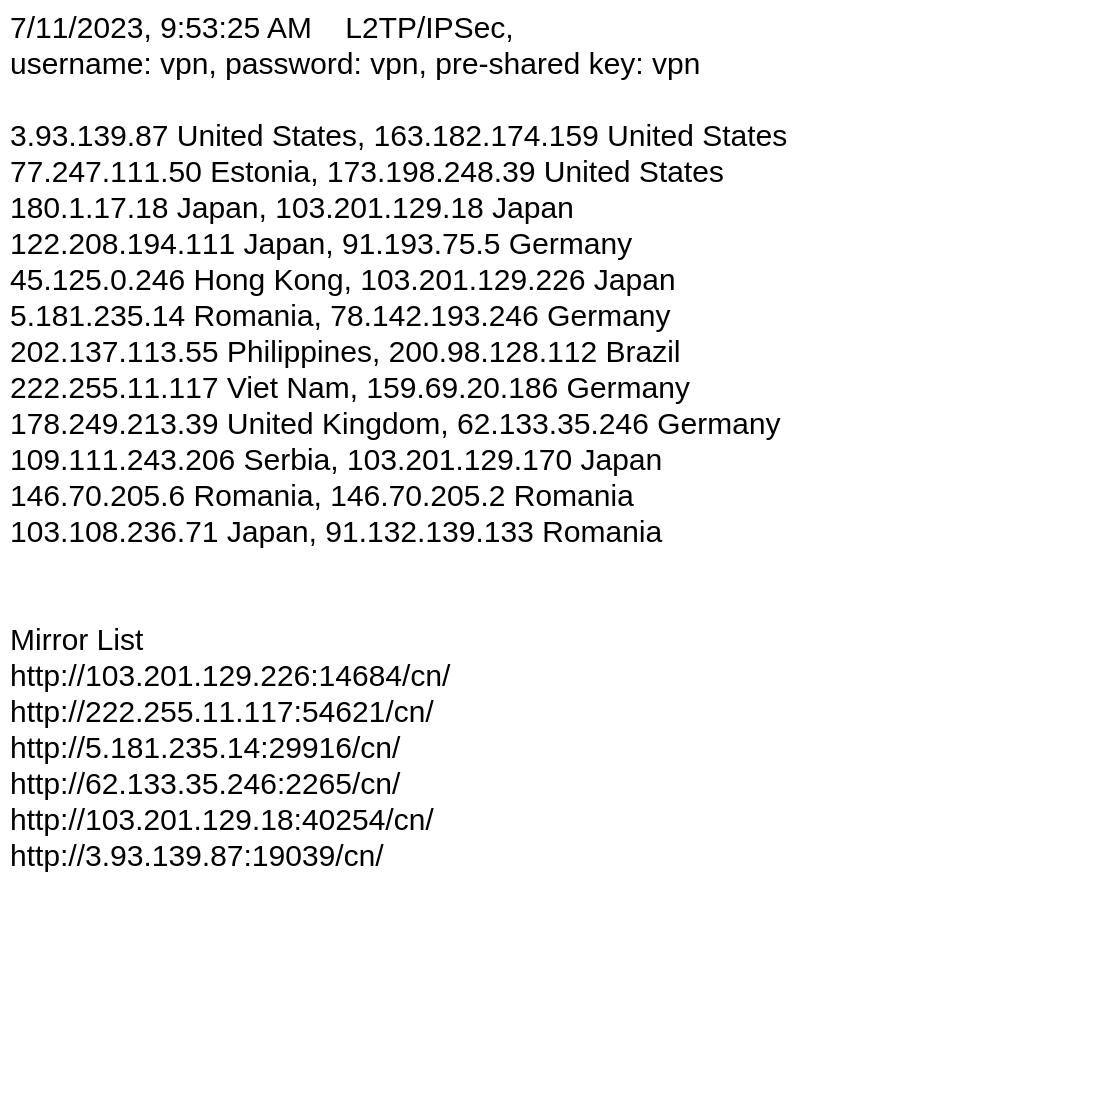 7/11/2023, 9:53:25 AM    L2TP/IPSec,
username: vpn, password: vpn, pre-shared key: vpn
3.93.139.87 United States, 163.182.174.159 United States
77.247.111.50 Estonia, 173.198.248.39 United States
180.1.17.18 Japan, 103.201.129.18 Japan
122.208.194.111 Japan, 91.193.75.5 Germany
45.125.0.246 Hong Kong, 103.201.129.226 Japan
5.181.235.14 Romania, 78.142.193.246 Germany
202.137.113.55 Philippines, 200.98.128.112 Brazil
222.255.11.117 Viet Nam, 159.69.20.186 Germany
178.249.213.39 United Kingdom, 62.133.35.246 Germany
109.111.243.206 Serbia, 103.201.129.170 Japan
146.70.205.6 Romania, 146.70.205.2 Romania
103.108.236.71 Japan, 91.132.139.133 Romania
Mirror List
http://103.201.129.226:14684/cn/
http://222.255.11.117:54621/cn/
http://5.181.235.14:29916/cn/
http://62.133.35.246:2265/cn/
http://103.201.129.18:40254/cn/
http://3.93.139.87:19039/cn/